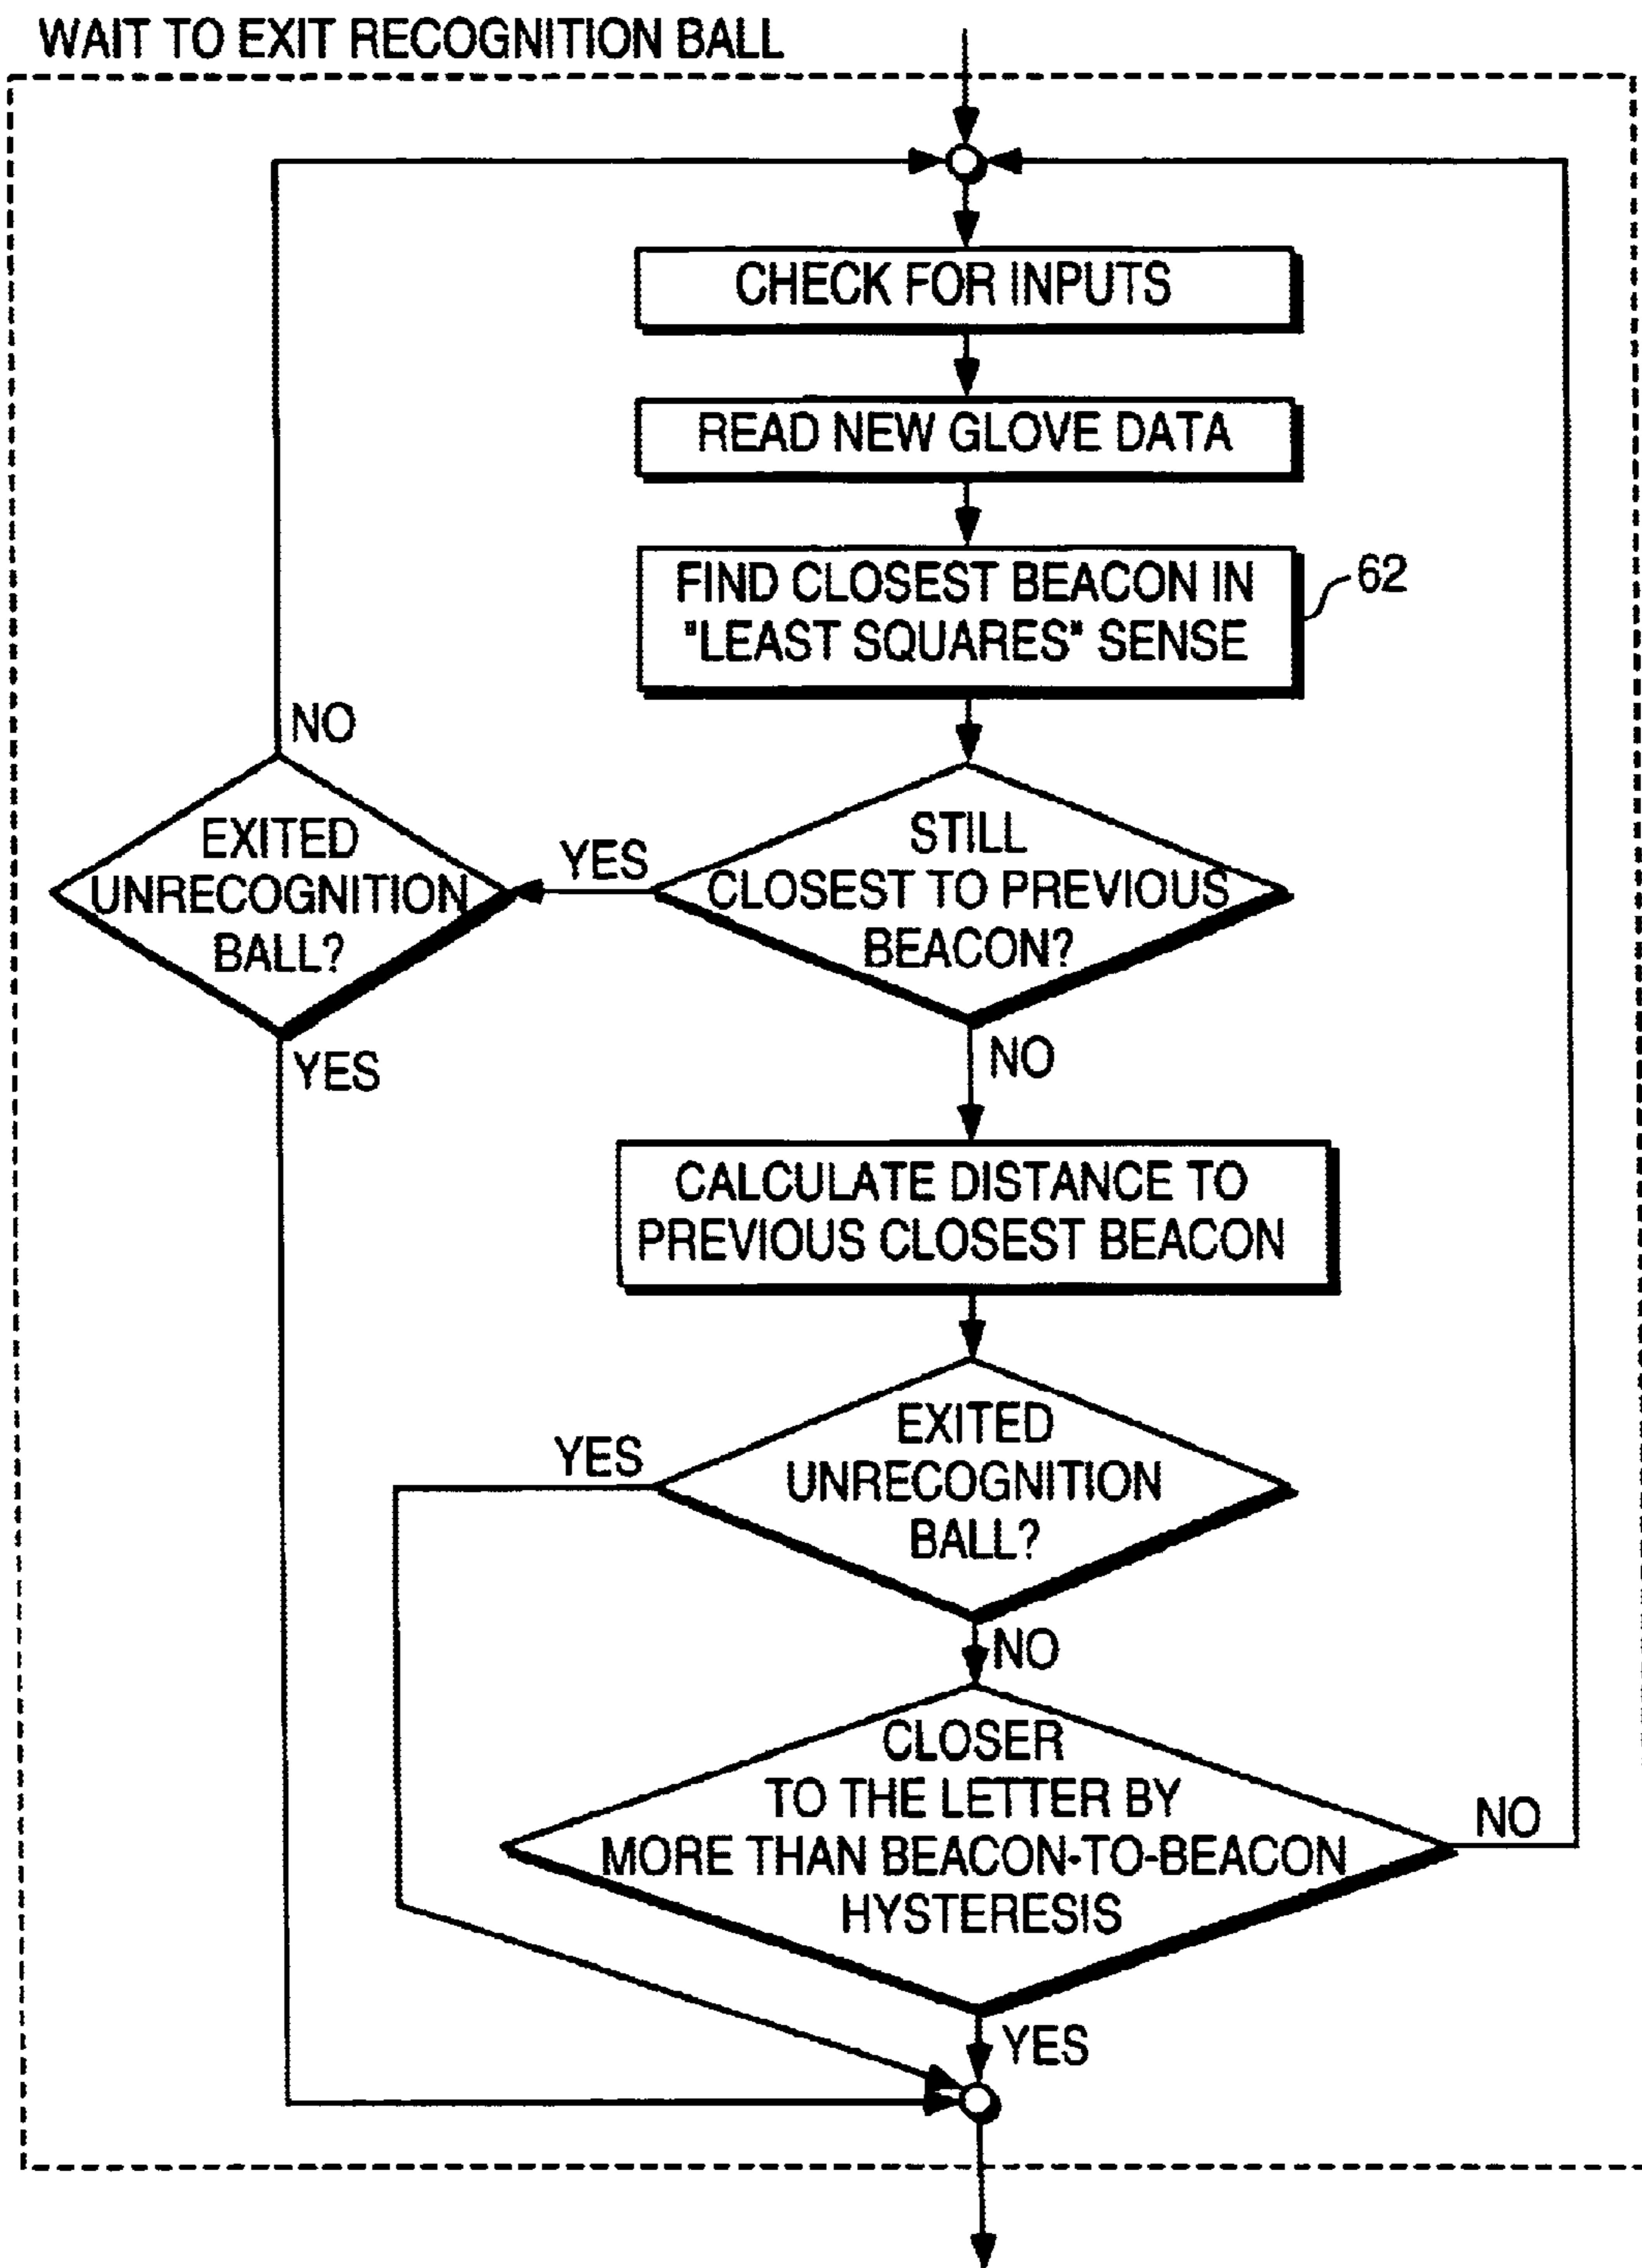 WAIT TO EXIT RECOGNITION BALL
CHECK FOR INPUTS
READ NEW GLOVE DATA
FIND CLOSEST BEACON IN
"LEAST SQUARES" SENSE
62
NO
EXITED
UNRECOGNITION
BALL?
YES
YES
STILL
CLOSEST TO PREVIOUS
BEACON?
NO
CALCULATE DISTANCE TO
PREVIOUS CLOSEST BEACON
YES
EXITED
UNRECOGNITION
BALL?
NO
CLOSER
TO THE LETTER BY
MORE THAN BEACON-TO-BEACON
HYSTERESIS
NO
YES